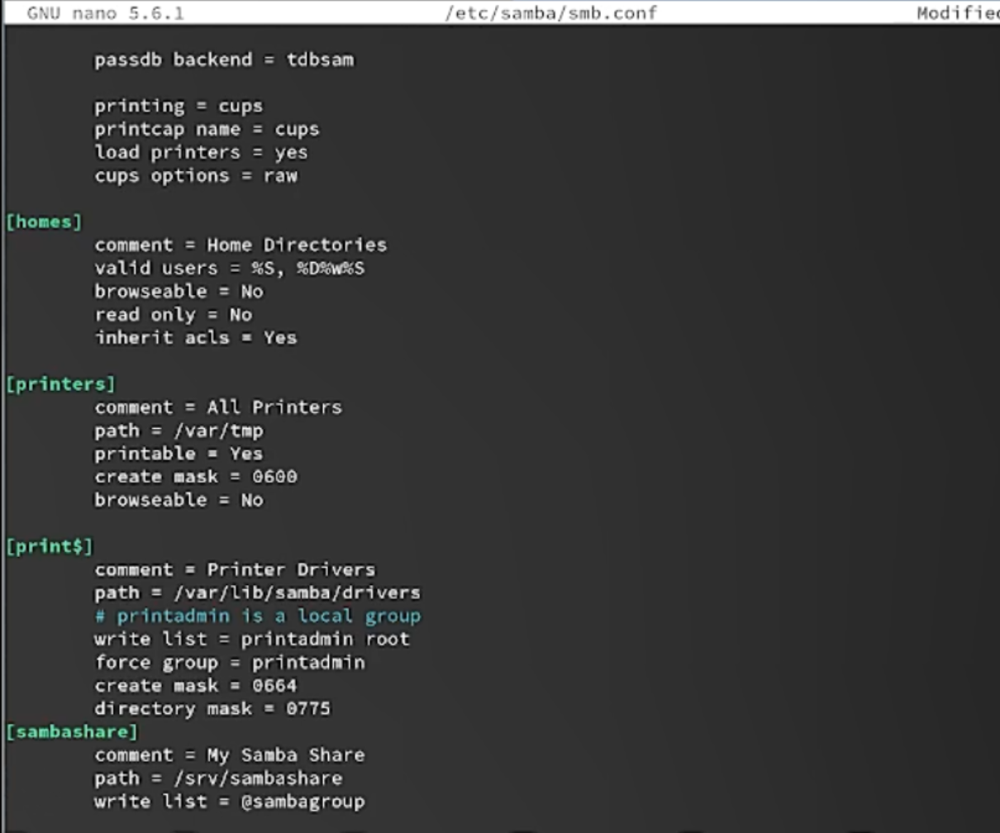 GNU nano 5.6.1 /etc/samba/smb.conf Modified
passdb backend = tdbsam
printing = cups
printcap name = cups
load printers = yes
cups options = raw
[homes]
comment = Home Directories
valid users = %S, %D%w%S
browseable = No
read only = No
inherit acls = Yes
[printers]
comment = All Printers
path = /var/tmp
printable = Yes
create mask = 0600
browseable = No
[print$]
comment = Printer Drivers
path = /var/lib/samba/drivers
# printadmin is a local group
write list = printadmin root
force group = printadmin
create mask = 0664
directory mask = 0775
[sambashare]
comment = My Samba Share
path = /srv/sambashare
write list = @sambagroup